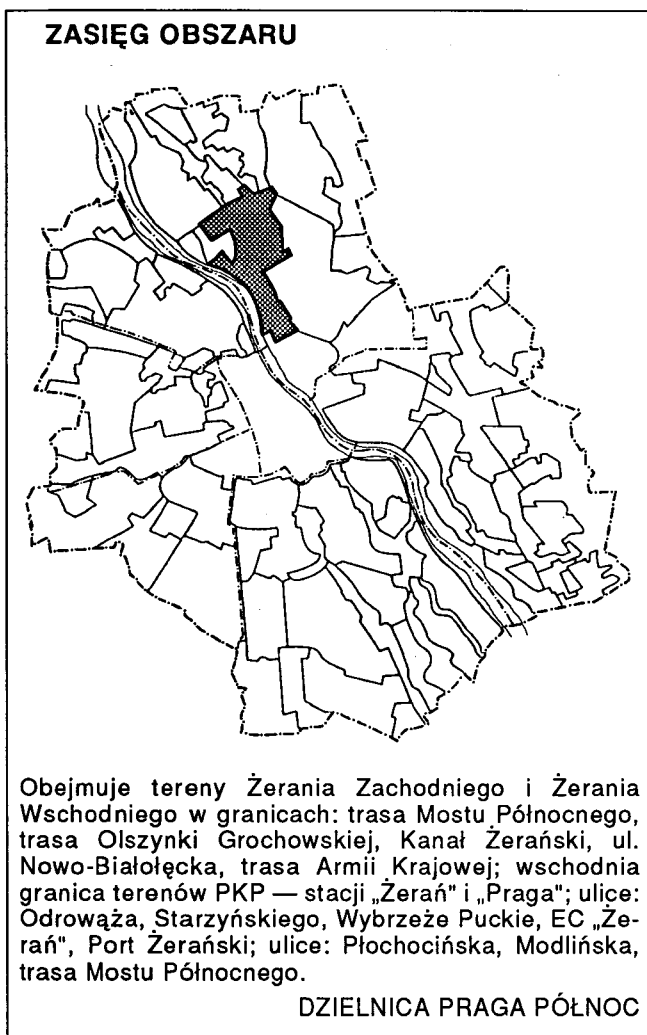 ZASIĘG OBSZARU
Obejmuje tereny Żerania Zachodniego i Żerania
Wschodniego w granicach: trasa Mostu Północnego,
trasa Olszynki Grochowskiej, Kanał Żerański, ul.
Nowo-Białołęcka, trasa Armii Krajowej; wschodnia
granica terenów PKP — stacji „Żerań" i „Praga"; ulice:
Odrowąża, Starzyńskiego, Wybrzeże Puckie, EC „Że-
rań", Port Żerański; ulice: Płochocińska, Modlińska,
trasa Mostu Północnego.
DZIELNICA PRAGA PÓŁNOC